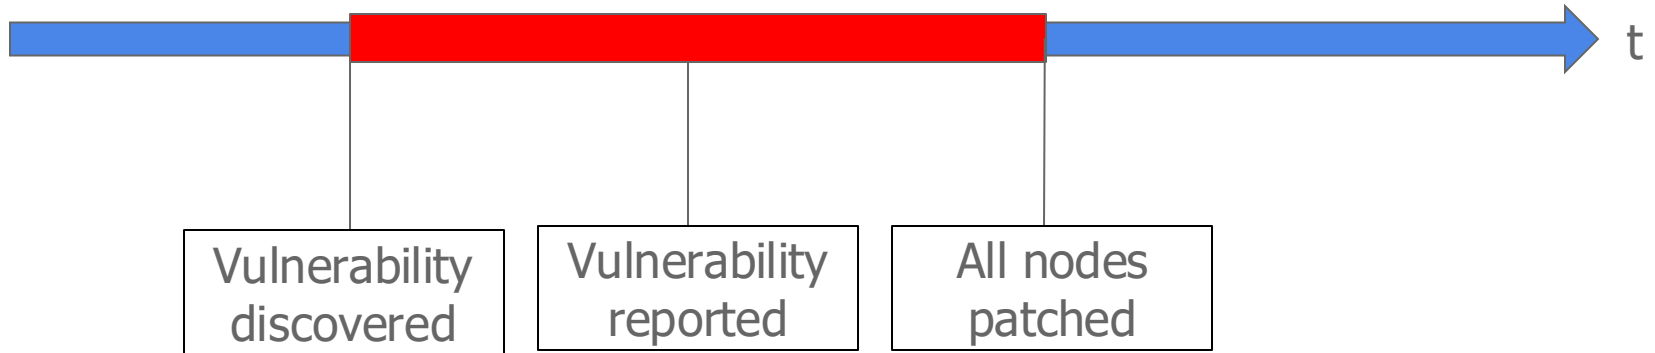 t
Vulnerability
discovered
Vulnerability
reported
All nodes
patched